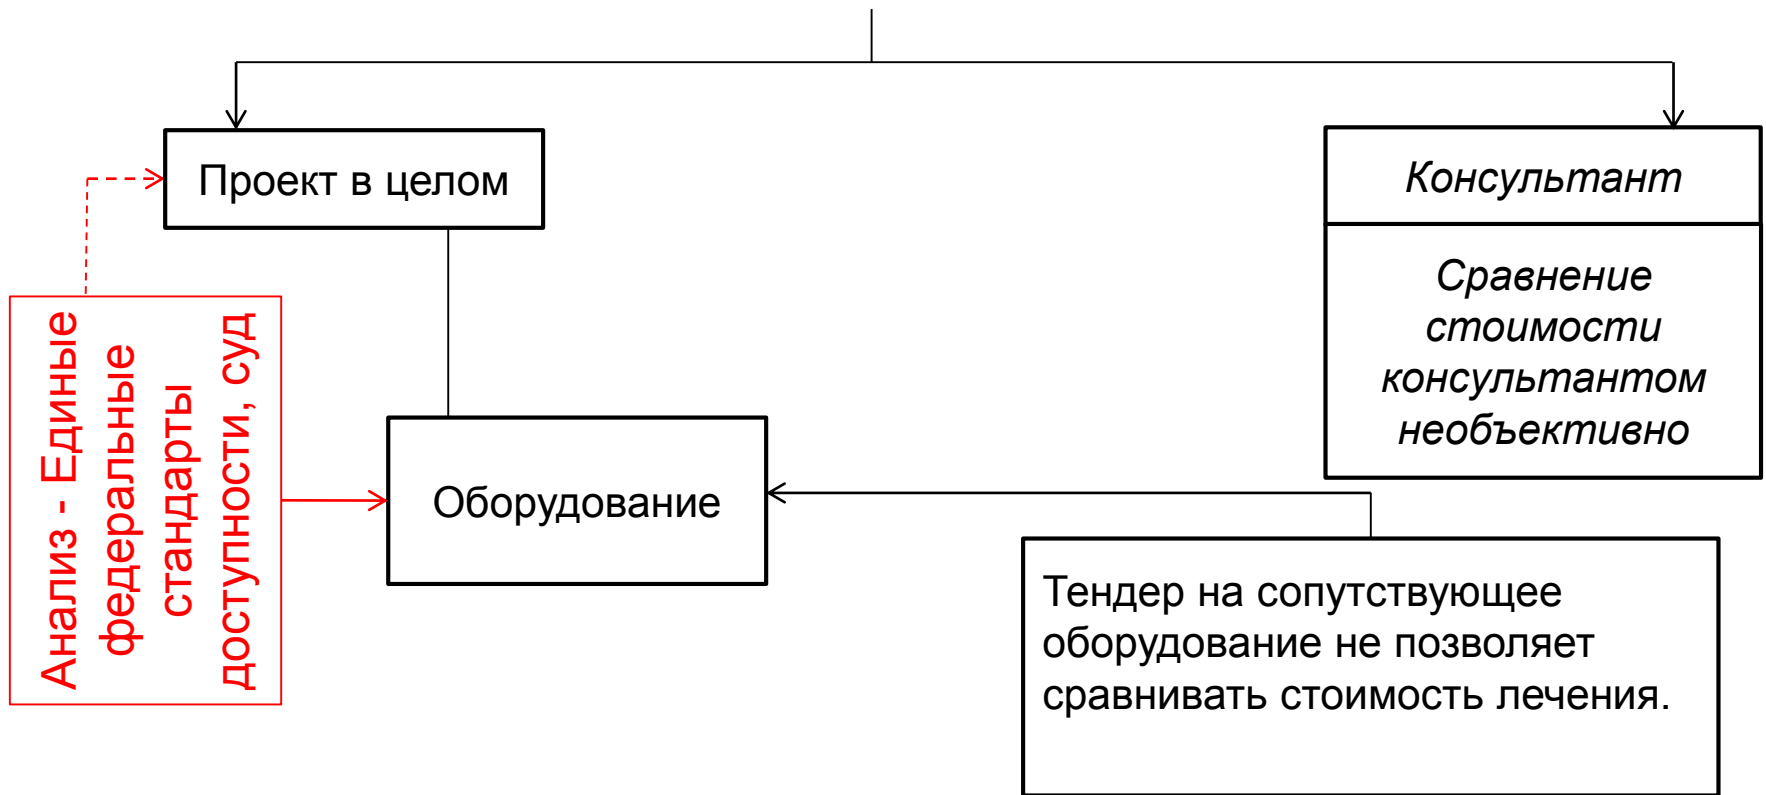 Проект в целом
Консультант
Сравнение
стоимости
консультантом
необъективно
Анализ - Единые
федеральные
стандарты
доступности, суд
Оборудование
Тендер на сопутствующее
оборудование не позволяет
сравнивать стоимость лечения.